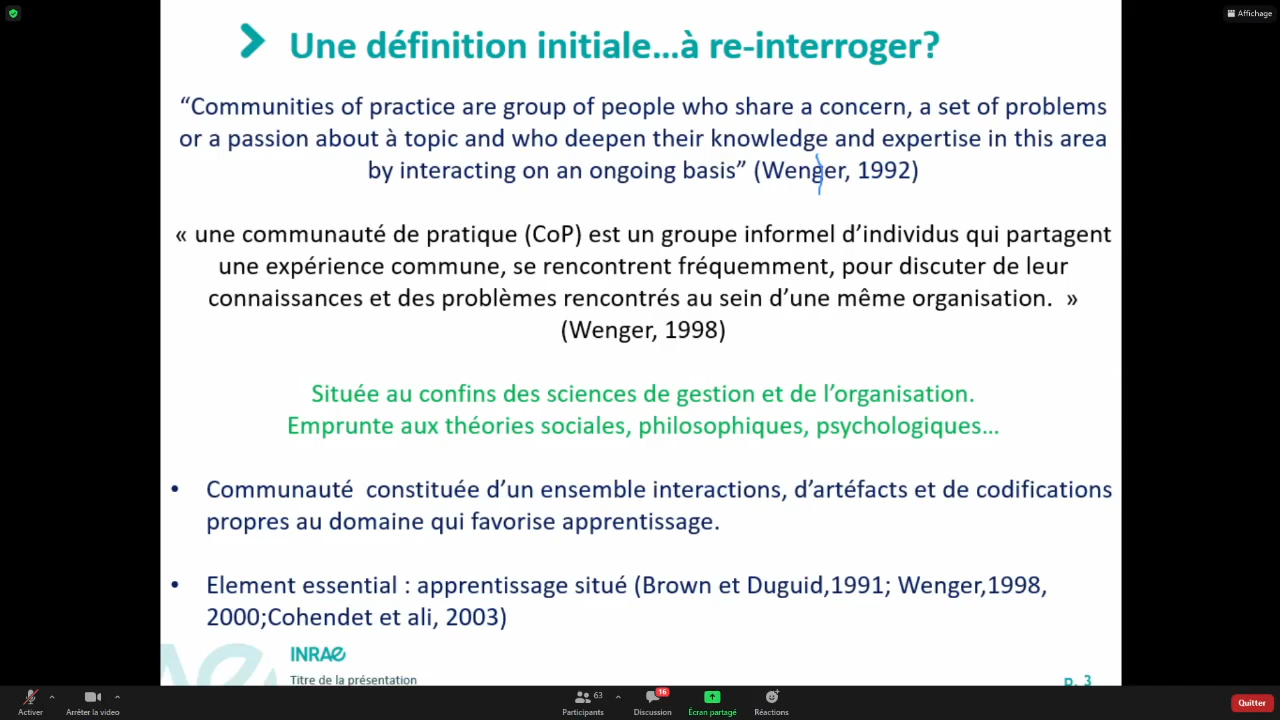 Affichage
Une définition initiale…à re-interroger?
“Communities of practice are group of people who share a concern, a set of problems
or a passion about à topic and who deepen their knowledge and expertise in this area
by interacting on an ongoing basis” (Wenger, 1992)
« une communauté de pratique (CoP) est un groupe informel d’individus qui partagent
une expérience commune, se rencontrent fréquemment, pour discuter de leur
connaissances et des problèmes rencontrés au sein d’une même organisation. »
(Wenger, 1998)
Située au confins des sciences de gestion et de l’organisation.
Emprunte aux théories sociales, philosophiques, psychologiques…
• Communauté constituée d’un ensemble interactions, d’artéfacts et de codifications
propres au domaine qui favorise apprentissage.
• Element essential : apprentissage situé (Brown et Duguid,1991; Wenger,1998,
2000;Cohendet et ali, 2003)
INRAE
Titre de la présentation
p. 3
Activer
Arrêter la video
63
Participants
16
Discussion
Écran partagé
Réactions
Quitter